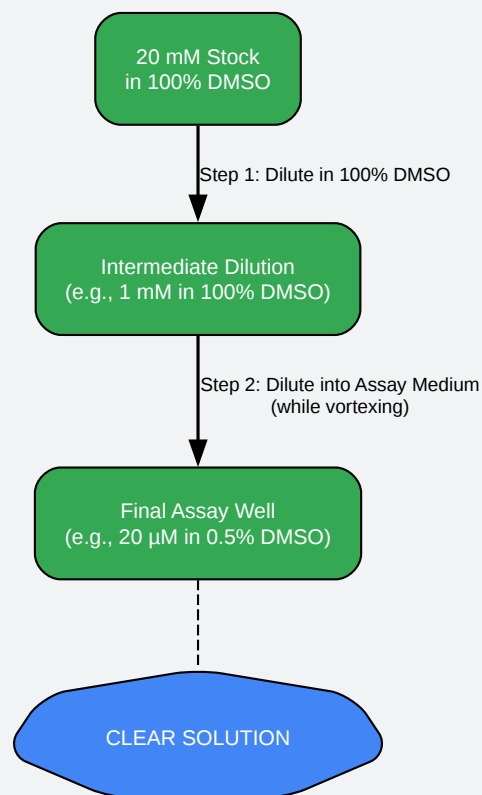 20 mM Stock
in 100% DMSO
Step 1: Dilute in 100% DMSO
Intermediate Dilution
(e.g., 1 mM in 100% DMSO)
Step 2: Dilute into Assay Medium
(while vortexing)
Final Assay Well
(e.g., 20 µM in 0.5% DMSO)
CLEAR SOLUTION